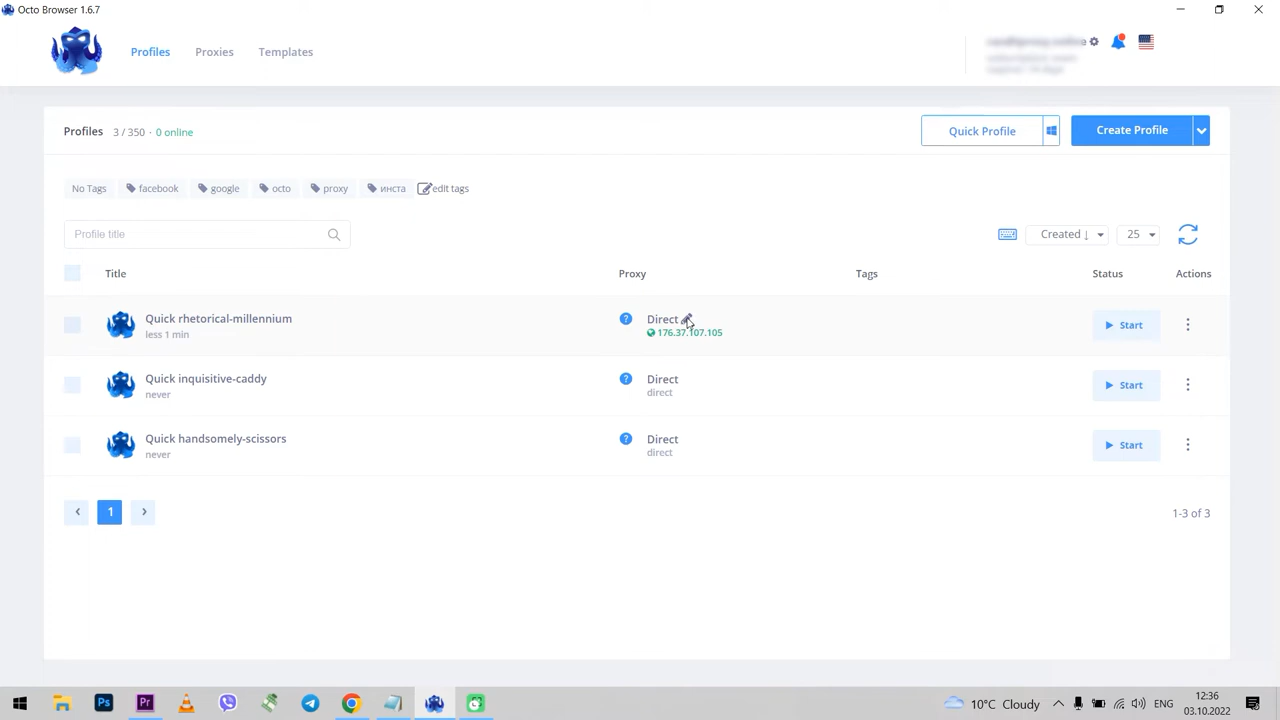 Octo Browser 1.6.7
Profiles
Proxies
Templates
Profiles 3 / 350 · 0 online
Quick Profile
Create Profile
No Tags
facebook
google
octo
proxy
инста
edit tags
Profile title
Created ↓
25
Title
Proxy
Tags
Status
Actions
Quick rhetorical-millennium
less 1 min
Direct
176.37.107.105
Start
Quick inquisitive-caddy
never
Direct
direct
Start
Quick handsomely-scissors
never
Direct
direct
Start
1
1-3 of 3
Ps
Pr
10°C Cloudy
ENG
12:36
03.10.2022